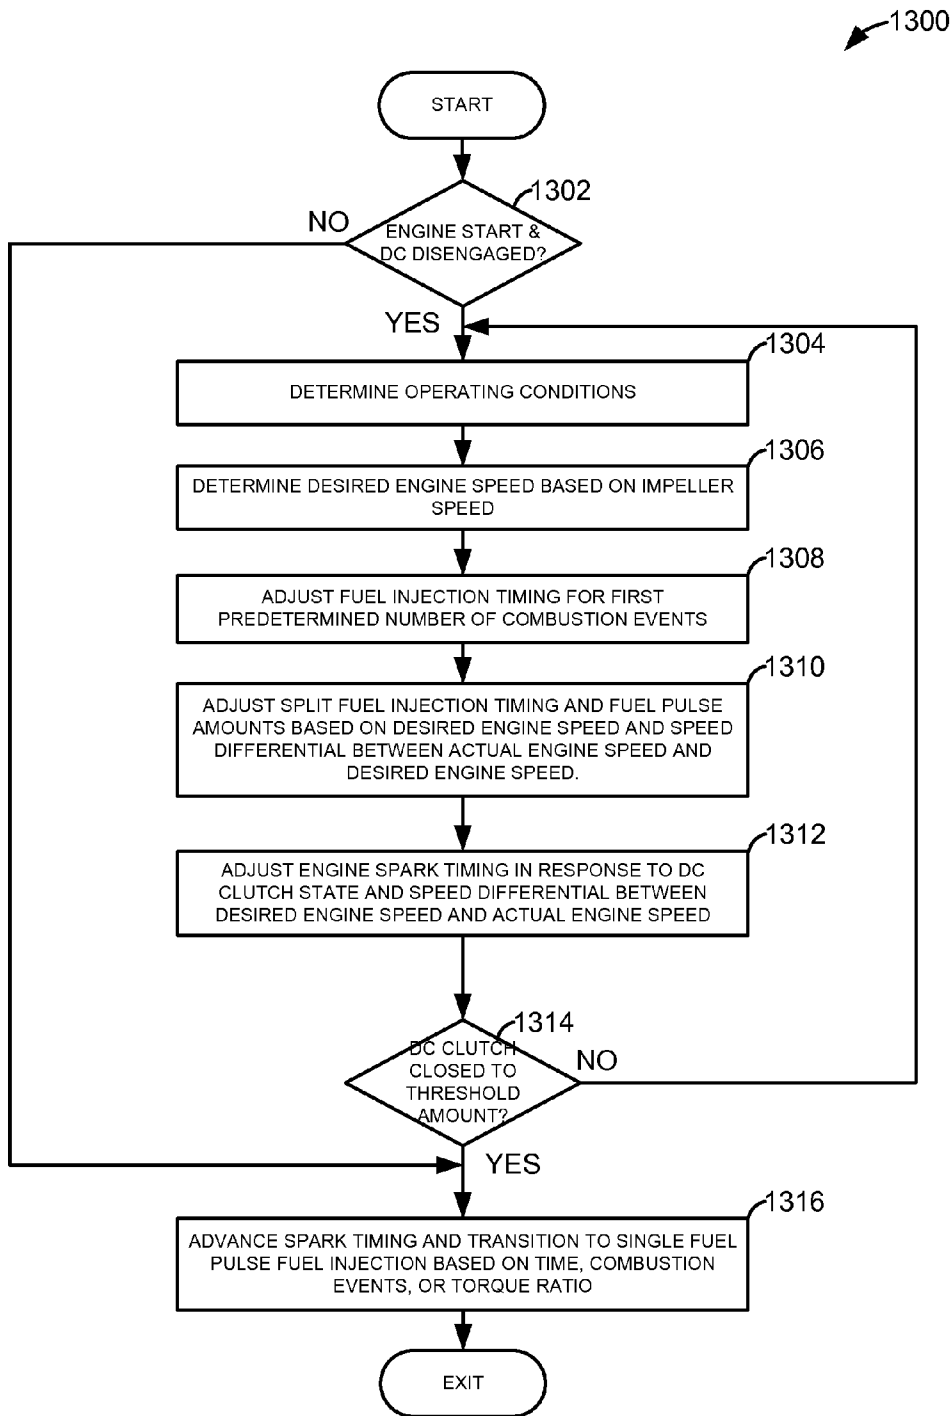 1300
START
1302
NO
ENGINE START &
DC DISENGAGED?
YES
1304
DETERMINE OPERATING CONDITIONS
1306
DETERMINE DESIRED ENGINE SPEED BASED ON IMPELLER
SPEED
1308
ADJUST FUEL INJECTION TIMING FOR FIRST
PREDETERMINED NUMBER OF COMBUSTION EVENTS
1310
ADJUST SPLIT FUEL INJECTION TIMING AND FUEL PULSE
AMOUNTS BASED ON DESIRED ENGINE SPEED AND SPEED
DIFFERENTIAL BETWEEN ACTUAL ENGINE SPEED AND
DESIRED ENGINE SPEED.
1312
ADJUST ENGINE SPARK TIMING IN RESPONSE TO DC
CLUTCH STATE AND SPEED DIFFERENTIAL BETWEEN
DESIRED ENGINE SPEED AND ACTUAL ENGINE SPEED
1314
DC CLUTCH
CLOSED TO
THRESHOLD
AMOUNT?
NO
YES
1316
ADVANCE SPARK TIMING AND TRANSITION TO SINGLE FUEL
PULSE FUEL INJECTION BASED ON TIME, COMBUSTION
EVENTS, OR TORQUE RATIO
EXIT